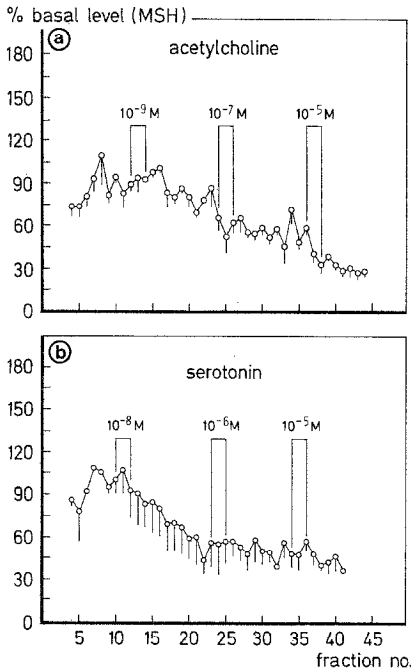 % basal level (MSH)
a
acetylcholine
180
150
120
90
60
30
0
10⁻⁹ M
10⁻⁷ M
10⁻⁵ M
b
serotonin
180
150
120
90
60
30
0
10⁻⁸ M
10⁻⁶ M
10⁻⁵ M
5 10 15 20 25 30 35 40 45
fraction no.